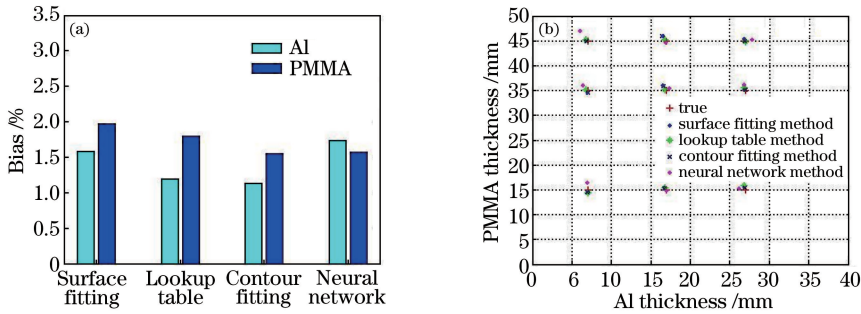 (a)
Bias /%
3.5
3.0
2.5
2.0
1.5
1.0
0.5
0
Al
PMMA
Surface
fitting
Lookup
table
Contour
fitting
Neural
network
(b)
PMMA thickness /mm
50
45
40
35
30
25
20
15
10
5
0
true
surface fitting method
lookup table method
contour fitting method
neural network method
0 6 10 15 20 25 30 35 40
Al thickness /mm